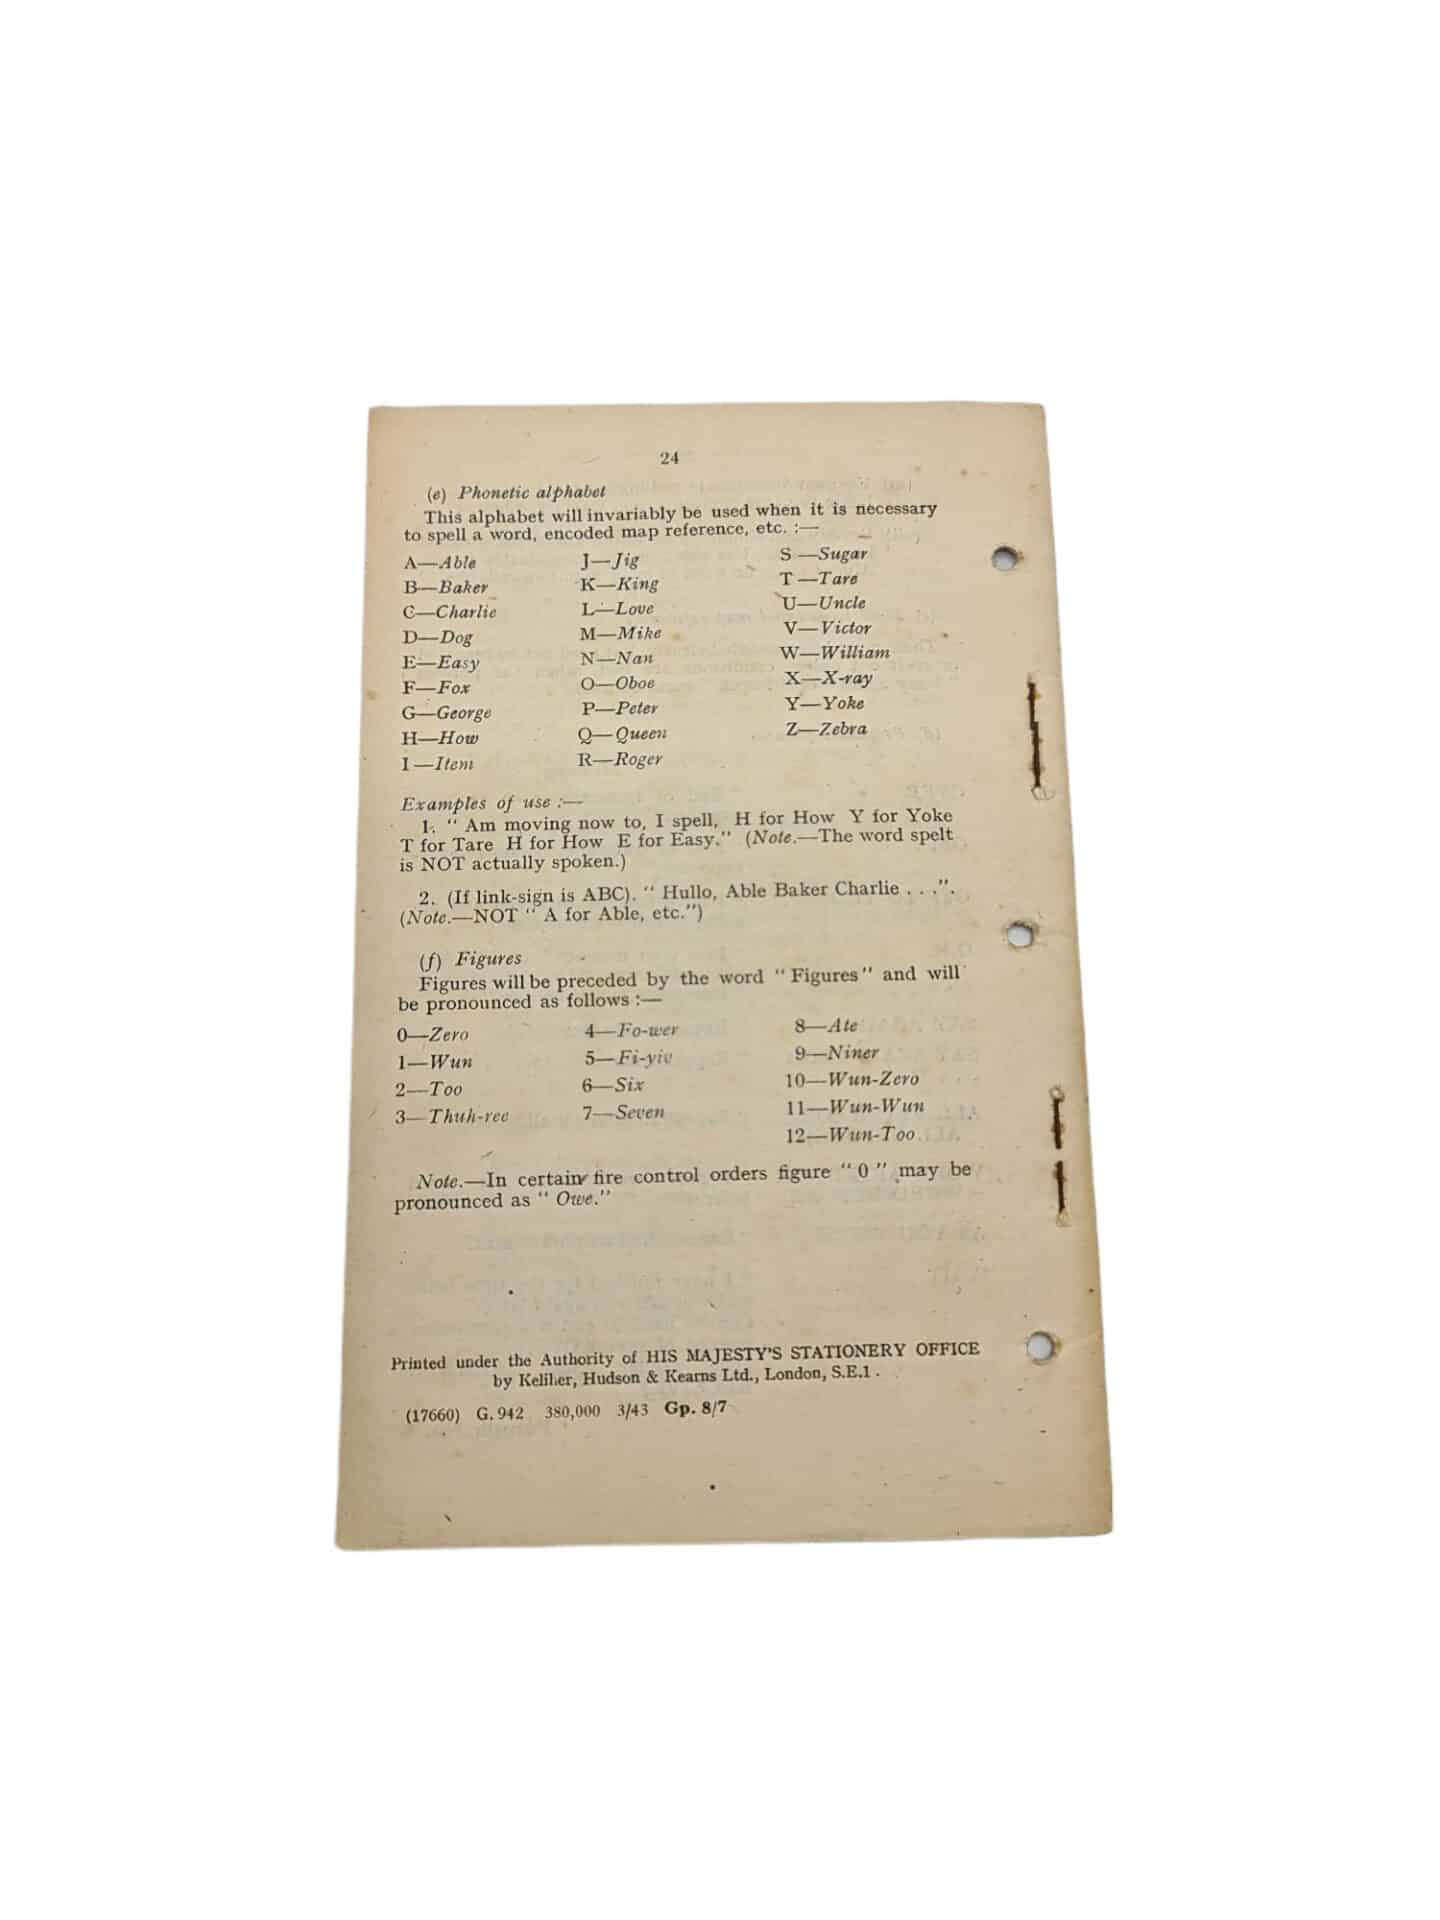 24
(e) Phonetic alphabet
This alphabet will invariably be used when it is necessary
to spell a word, encoded map reference, etc. :—
A—Able
B—Baker
C—Charlie
D—Dog
E—Easy
F—Fox
G—George
H—How
I—Item
J—Jig
K—King
L—Love
M—Mike
N—Nan
O—Oboe
P—Peter
Q—Queen
R—Roger
S—Sugar
T—Tare
U—Uncle
V—Victor
W—William
X—X-ray
Y—Yoke
Z—Zebra
Examples of use :—
1. " Am moving now to, I spell, H for How Y for Yoke
T for Tare H for How E for Easy." (Note.—The word spelt
is NOT actually spoken.)
2. (If link-sign is ABC). " Hullo, Able Baker Charlie . . .".
(Note.—NOT " A for Able, etc.")
(f) Figures
Figures will be preceded by the word "Figures" and will
be pronounced as follows :—
0—Zero
1—Wun
2—Too
3—Thuh-ree
4—Fo-wer
5—Fi-yiv
6—Six
7—Seven
8—Ate
9—Niner
10—Wun-Zero
11—Wun-Wun
12—Wun-Too
Note.—In certain fire control orders figure "0" may be
pronounced as " Owe."
Printed under the Authority of HIS MAJESTY'S STATIONERY OFFICE
by Keliher, Hudson & Kearns Ltd., London, S.E.1.
(17660) G.942 380,000 3/43 Gp. 8/7